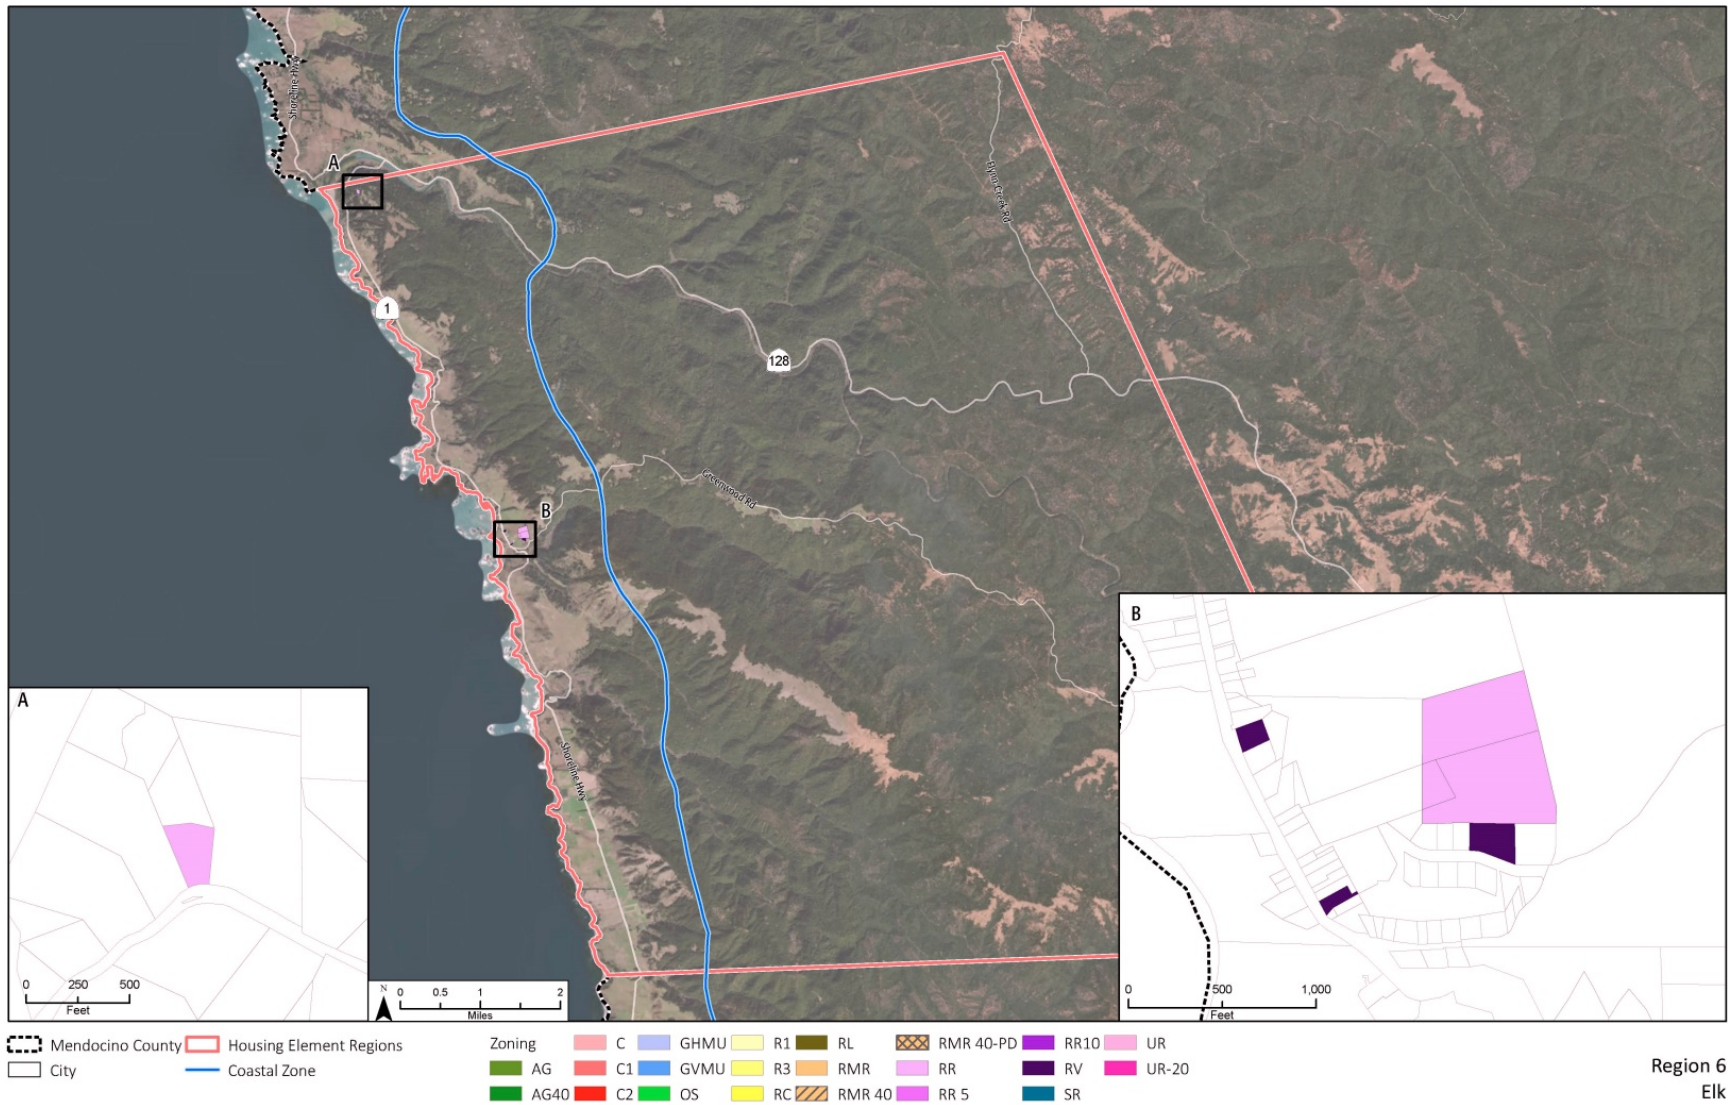 Shoreline Hwy
A
1
128
Greenwood Rd
B
Shoreline Hwy
A
0 250 500
Feet
N
0 0.5 1 2
Miles
B
0 500 1,000
Feet
Mendocino County
Housing Element Regions
City
Coastal Zone
Zoning
AG
AG40
C
C1
C2
GHMU
GVMU
OS
R1
R3
RC
RL
RMR
RMR 40
RMR 40-PD
RR
RR 5
RR10
RV
SR
UR
UR-20
Region 6
Elk